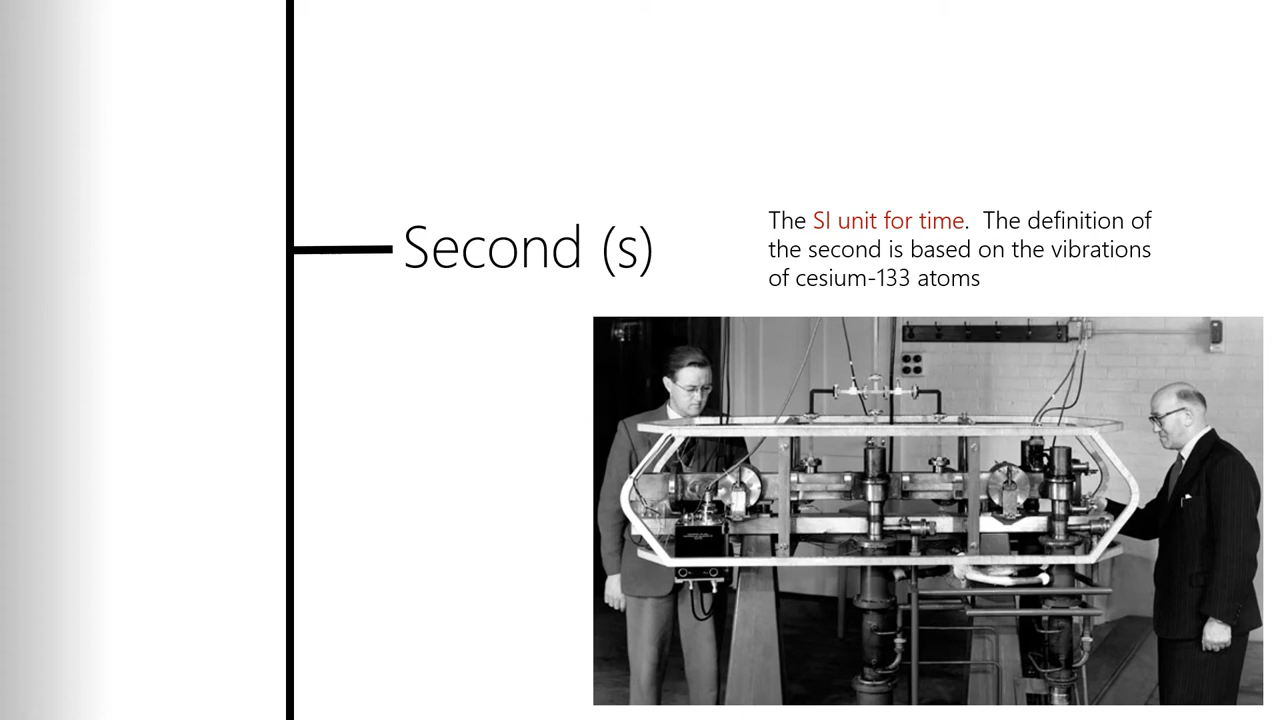 Second (s)
The SI unit for time.  The definition of
the second is based on the vibrations
of cesium-133 atoms